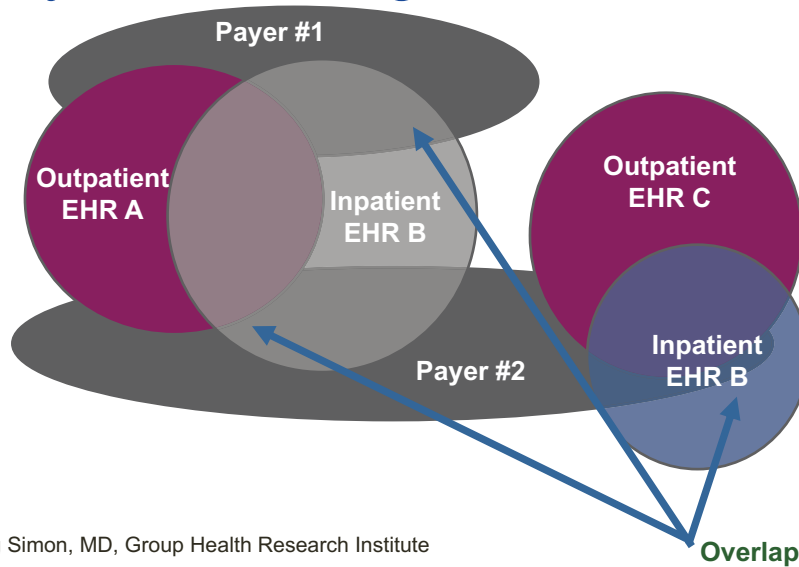 Payer #1
Outpatient
EHR A
Inpatient
EHR B
Outpatient
EHR C
Inpatient
EHR B
Payer #2
Simon, MD, Group Health Research Institute
Overlap